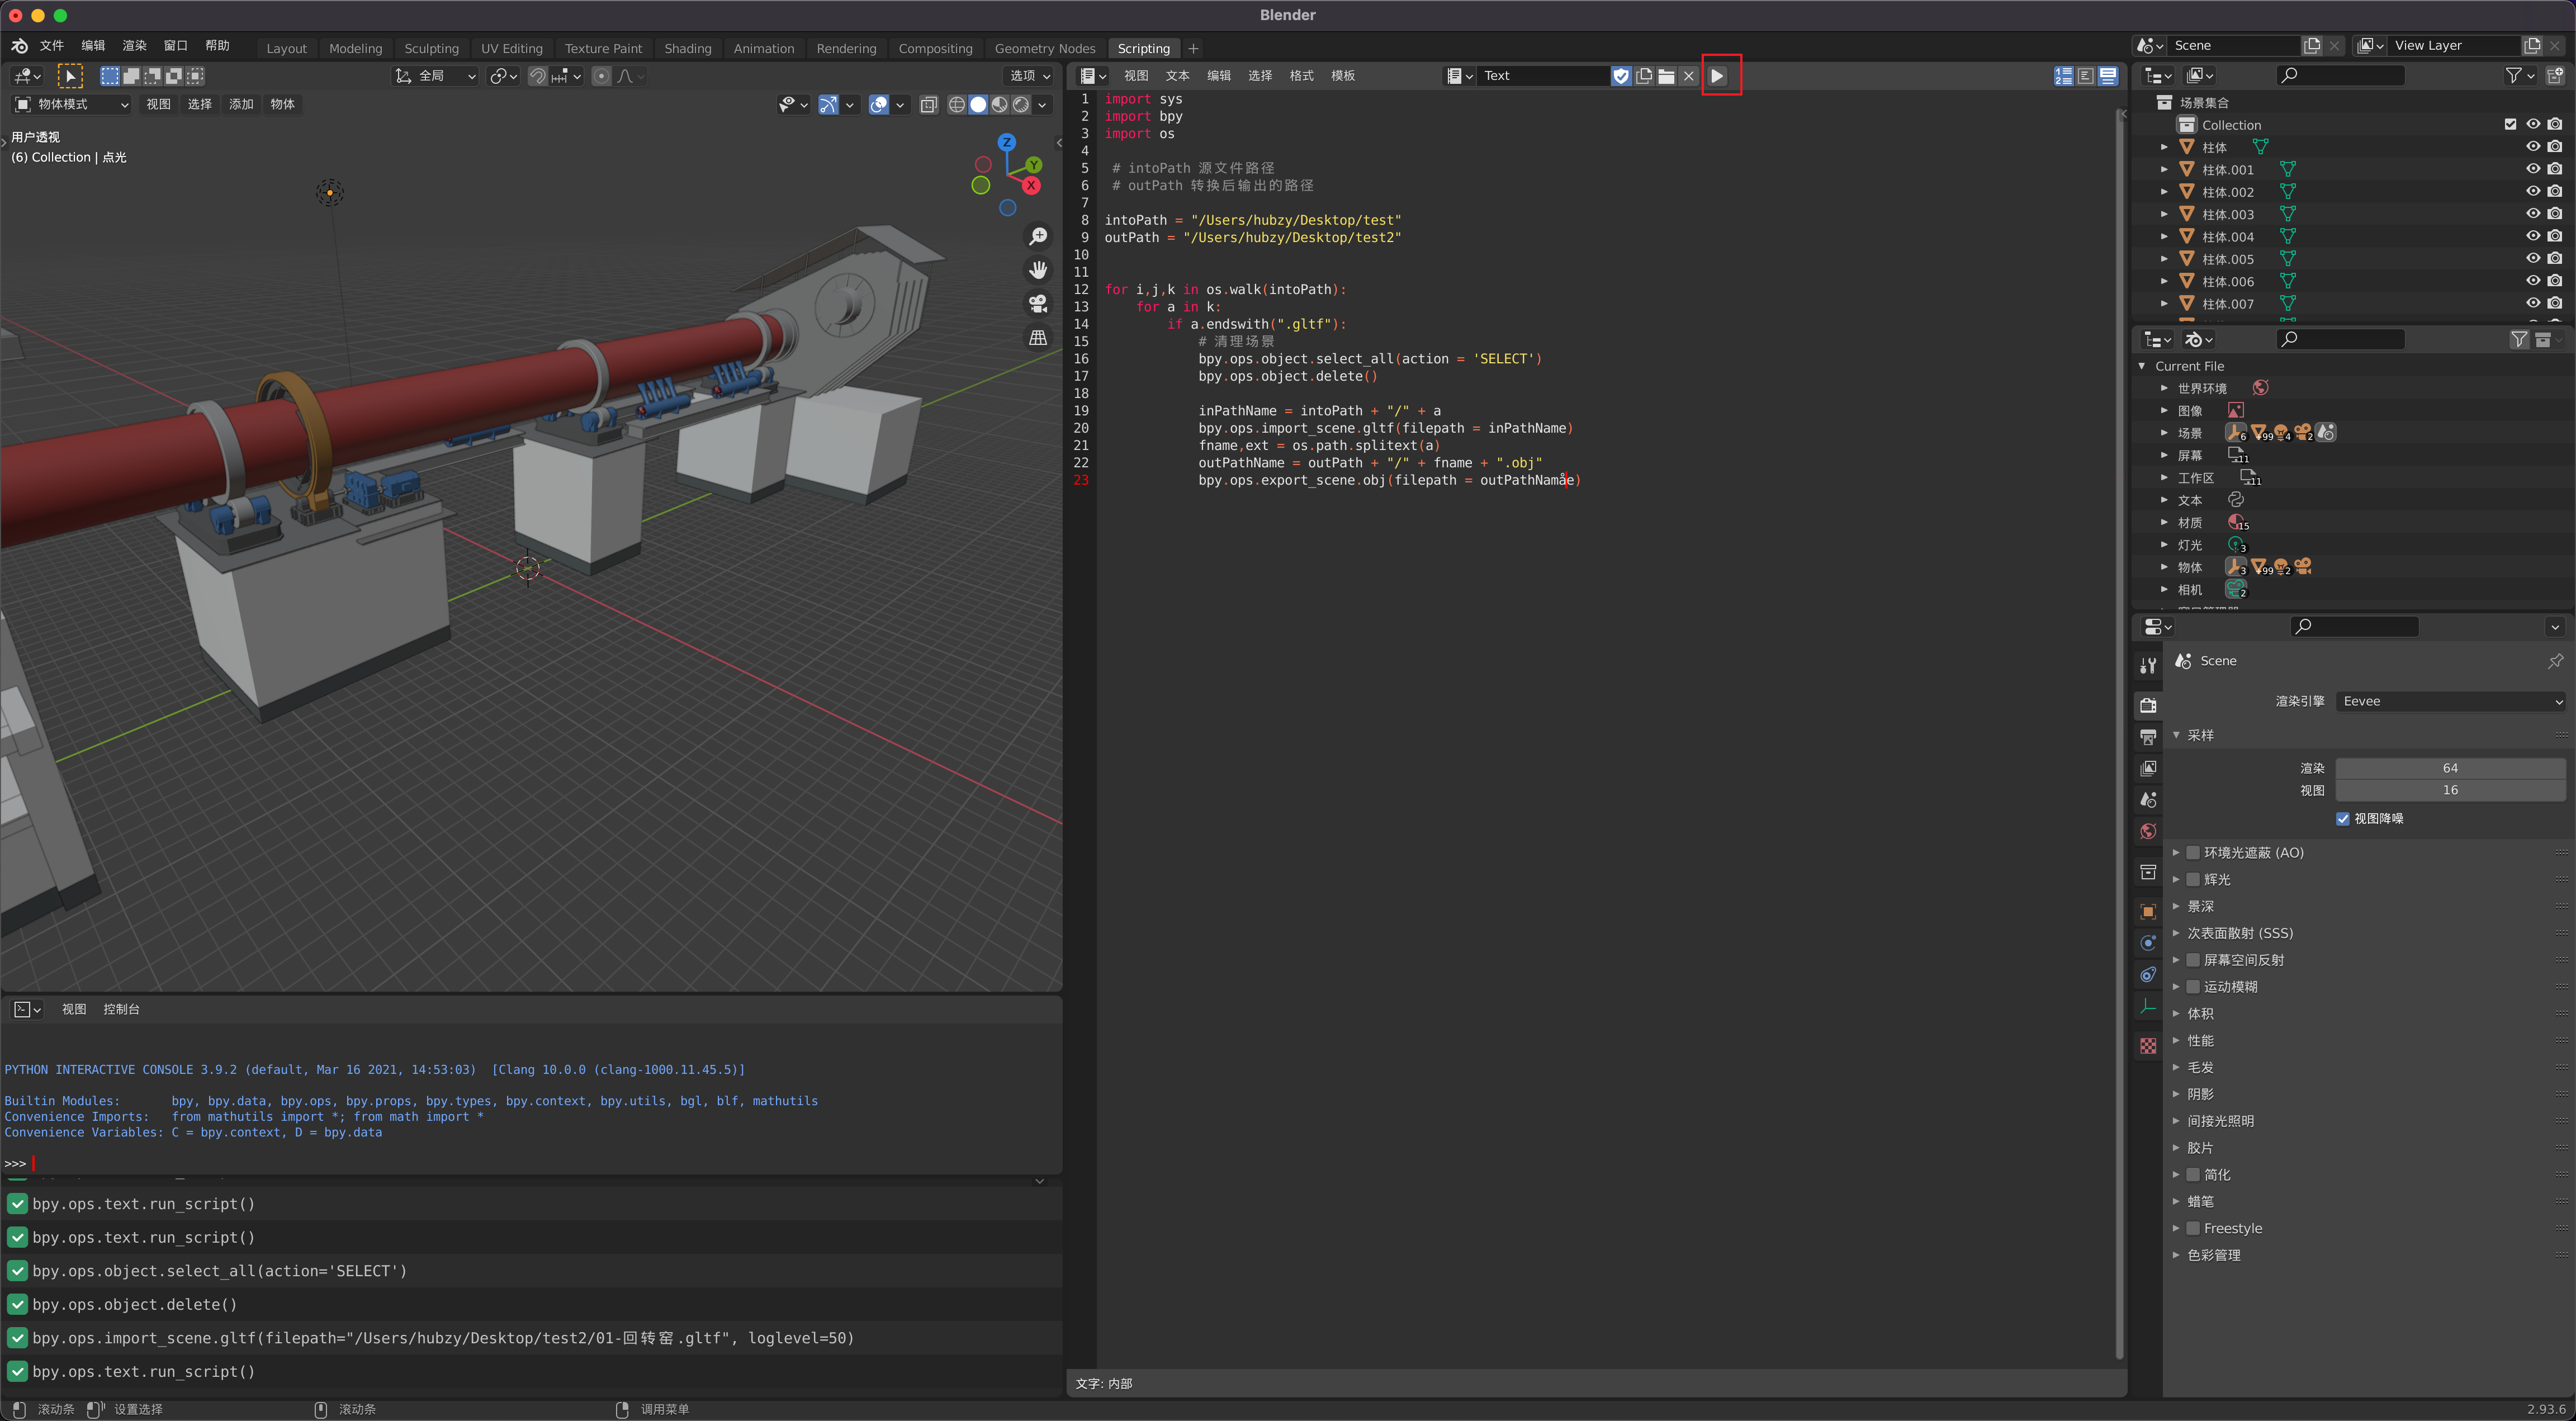 Blender
文件 编辑 渲染 窗口 帮助 Layout Modeling Sculpting UV Editing Texture Paint Shading Animation Rendering Compositing Geometry Nodes Scripting Scene View Layer
全局 选项
物体模式 视图 选择 添加 物体
用户透视
(6) Collection | 点光
Z
Y
X
视图 文本 编辑 选择 格式 模板 Text
1 import sys
2 import bpy
3 import os
4
5 # intoPath 源文件路径
6 # outPath 转换后输出的路径
7
8 intoPath = "/Users/hubzy/Desktop/test"
9 outPath = "/Users/hubzy/Desktop/test2"
10
11
12 for i,j,k in os.walk(intoPath):
13 for a in k:
14 if a.endswith(".gltf"):
15 # 清理场景
16 bpy.ops.object.select_all(action = 'SELECT')
17 bpy.ops.object.delete()
18
19 inPathName = intoPath + "/" + a
20 bpy.ops.import_scene.gltf(filepath = inPathName)
21 fname,ext = os.path.splitext(a)
22 outPathName = outPath + "/" + fname + ".obj"
23 bpy.ops.export_scene.obj(filepath = outPathNamåe)
文字: 内部
视图 控制台
PYTHON INTERACTIVE CONSOLE 3.9.2 (default, Mar 16 2021, 14:53:03) [Clang 10.0.0 (clang-1000.11.45.5)]
Builtin Modules: bpy, bpy.data, bpy.ops, bpy.props, bpy.types, bpy.context, bpy.utils, bgl, blf, mathutils
Convenience Imports: from mathutils import *; from math import *
Convenience Variables: C = bpy.context, D = bpy.data
>>>
bpy.ops.text.run_script()
bpy.ops.text.run_script()
bpy.ops.object.select_all(action='SELECT')
bpy.ops.object.delete()
bpy.ops.import_scene.gltf(filepath="/Users/hubzy/Desktop/test2/01-回转窑.gltf", loglevel=50)
bpy.ops.text.run_script()
场景集合
Collection
柱体
柱体.001
柱体.002
柱体.003
柱体.004
柱体.005
柱体.006
柱体.007
Current File
世界环境
图像
场景 6 +99 4 2
屏幕 11
工作区 11
文本
材质 15
灯光 3
物体 3 +99 2
相机 2
Scene
渲染引擎 Eevee
采样
渲染 64
视图 16
视图降噪
环境光遮蔽 (AO)
辉光
景深
次表面散射 (SSS)
屏幕空间反射
运动模糊
体积
性能
毛发
阴影
间接光照明
胶片
简化
蜡笔
Freestyle
色彩管理
滚动条 设置选择 滚动条 调用菜单 2.93.6